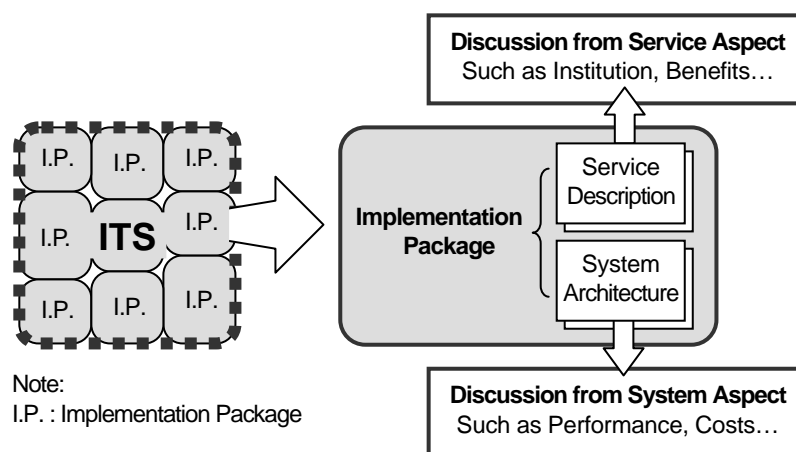 Discussion from Service Aspect
Such as Institution, Benefits…
I.P.
I.P.
I.P.
I.P.
ITS
I.P.
I.P.
I.P.
I.P.
Implementation
Package
Service
Description
System
Architecture
Note:
I.P. : Implementation Package
Discussion from System Aspect
Such as Performance, Costs…